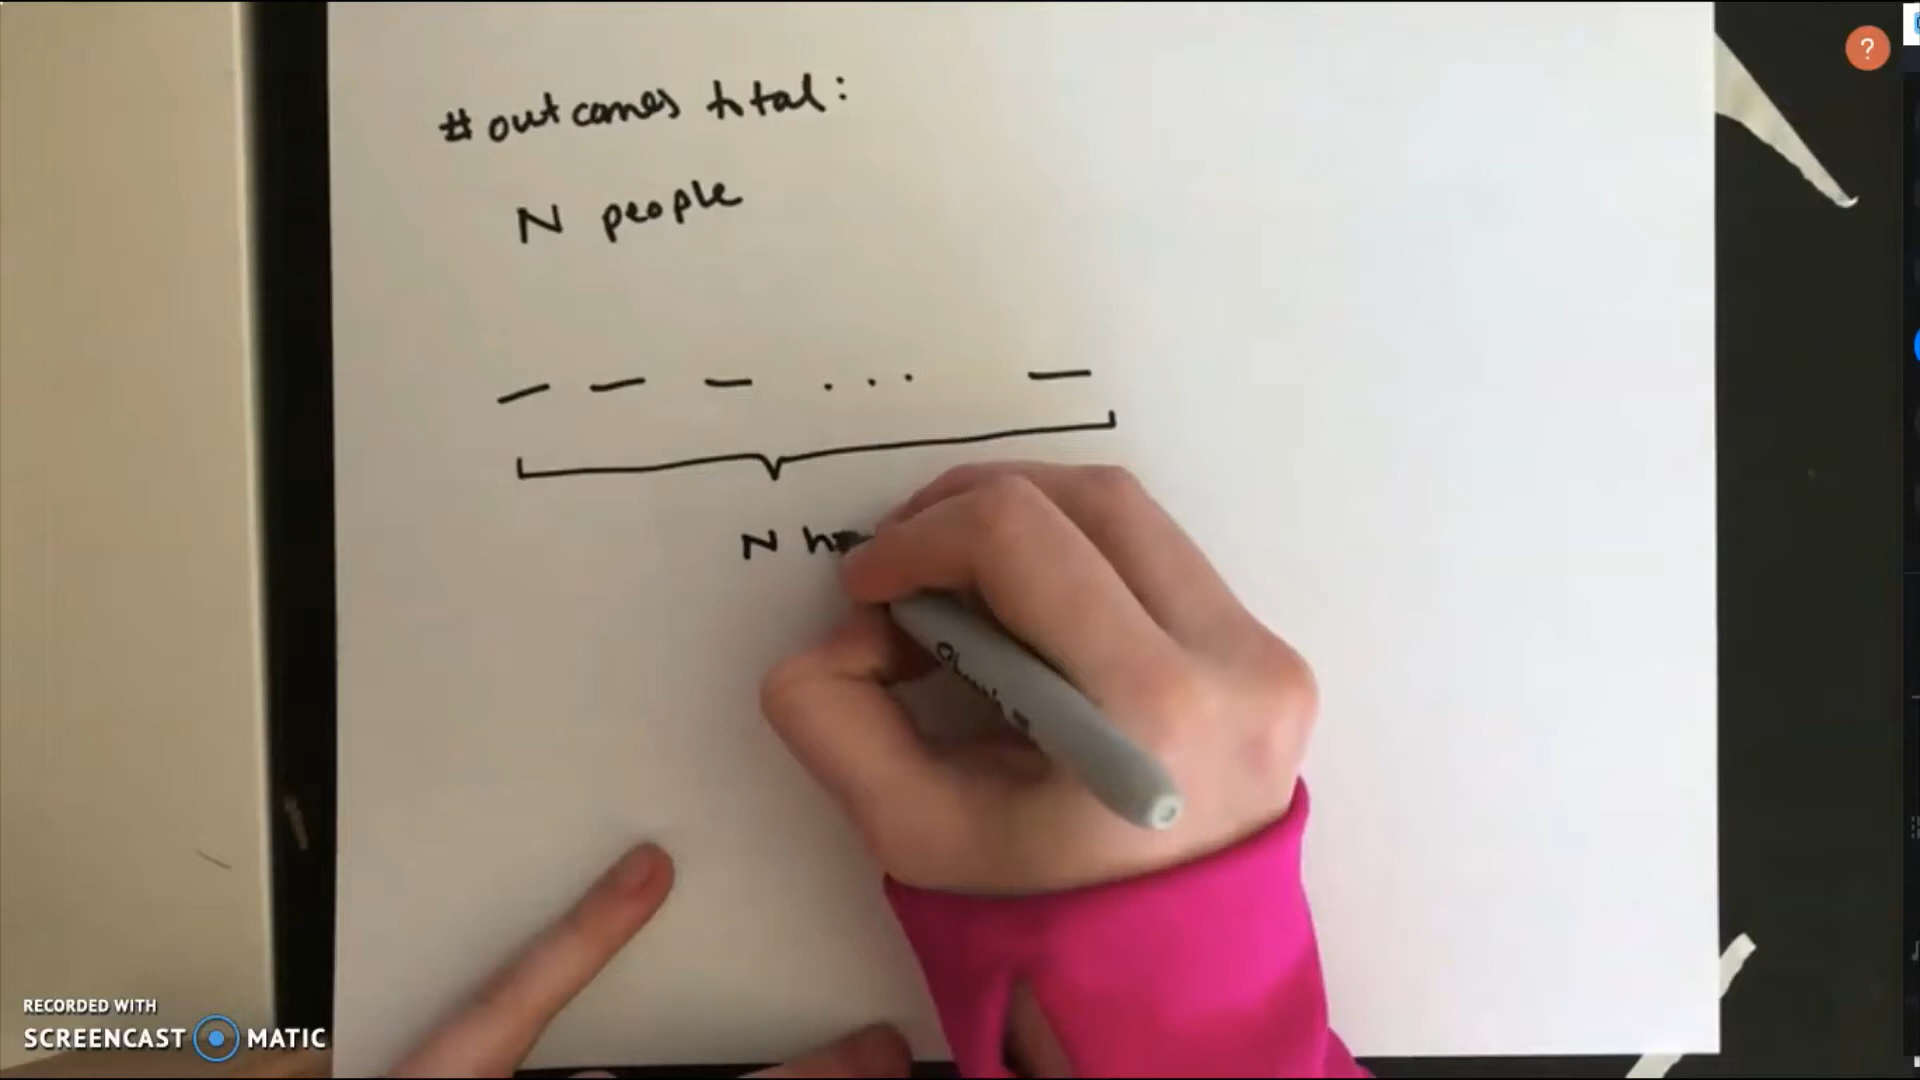 ?
# outcomes total:
N people
N
RECORDED WITH
SCREENCAST MATIC